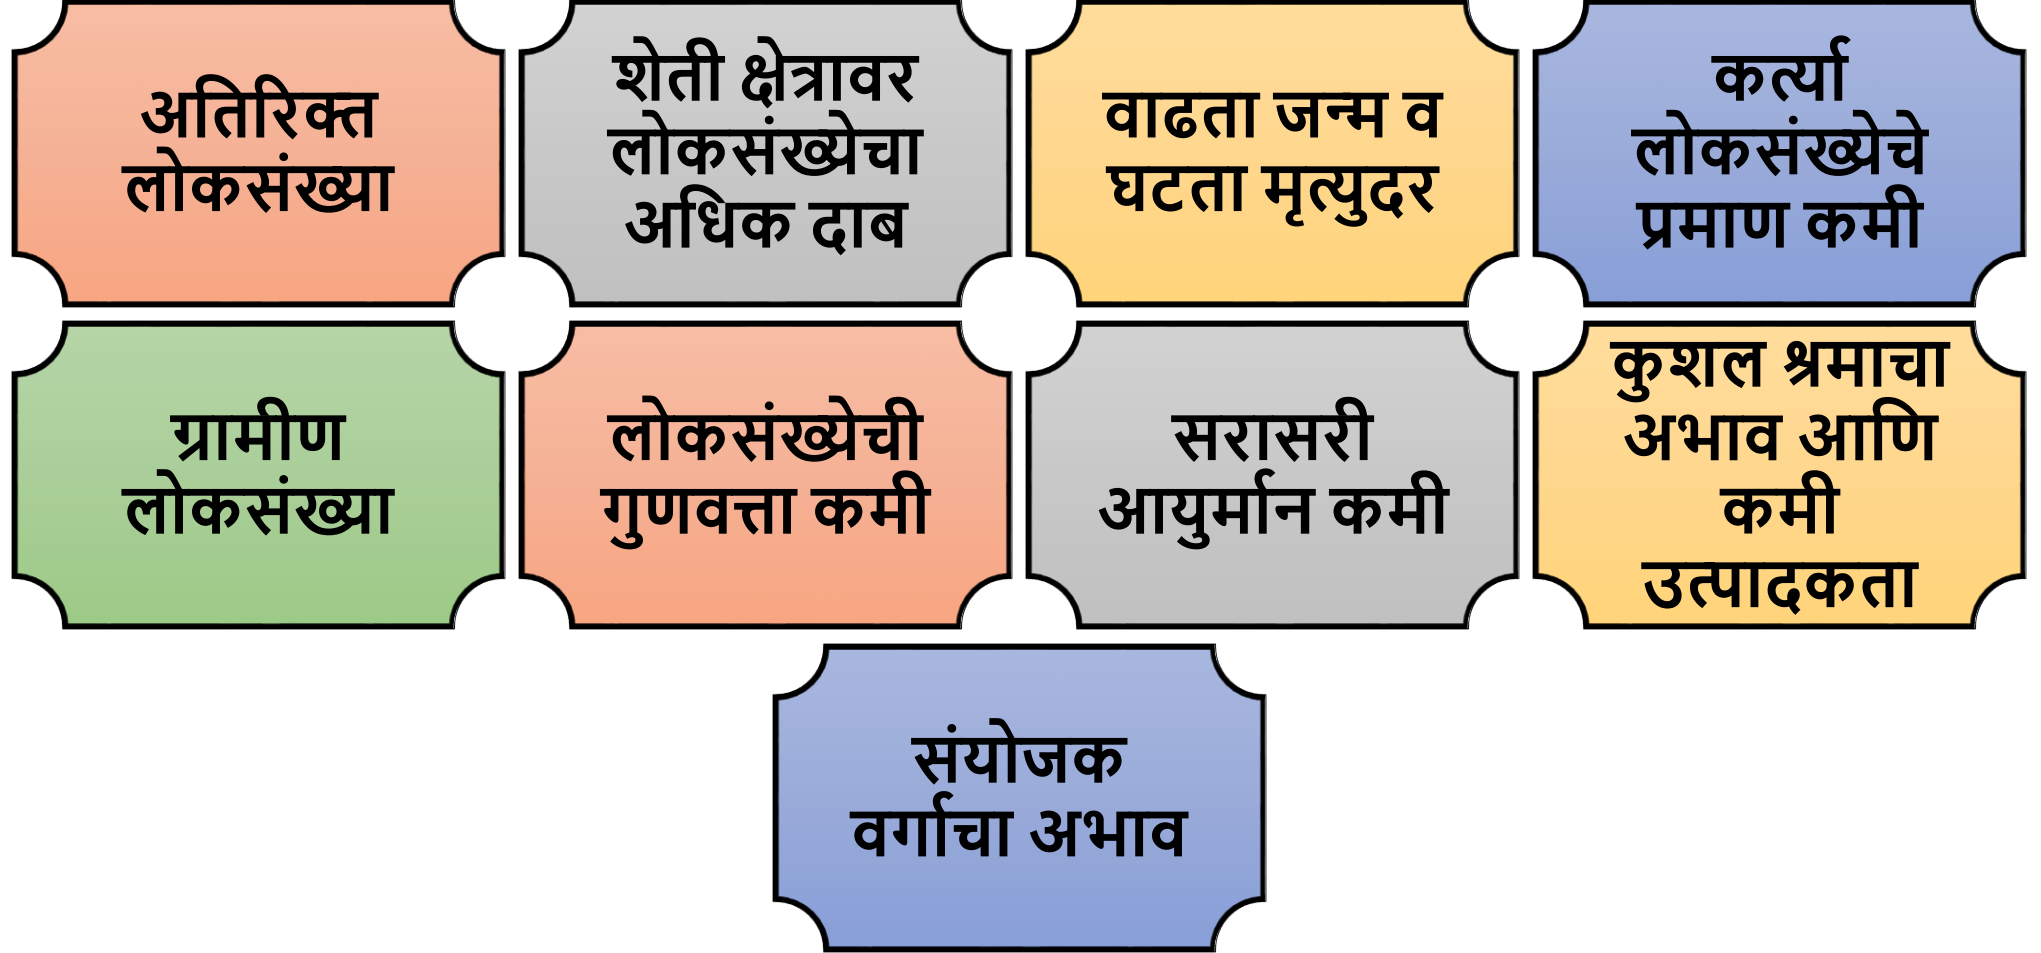 अतिरिक्त
लोकसंख्या
शेती क्षेत्रावर
लोकसंख्येचा
अधिक दाब
वाढता जन्म व
घटता मृत्युदर
कर्त्या
लोकसंख्येचे
प्रमाण कमी
ग्रामीण
लोकसंख्या
लोकसंख्येची
गुणवत्ता कमी
सरासरी
आयुर्मान कमी
कुशल श्रमाचा
अभाव आणि
कमी
उत्पादकता
संयोजक
वर्गाचा अभाव